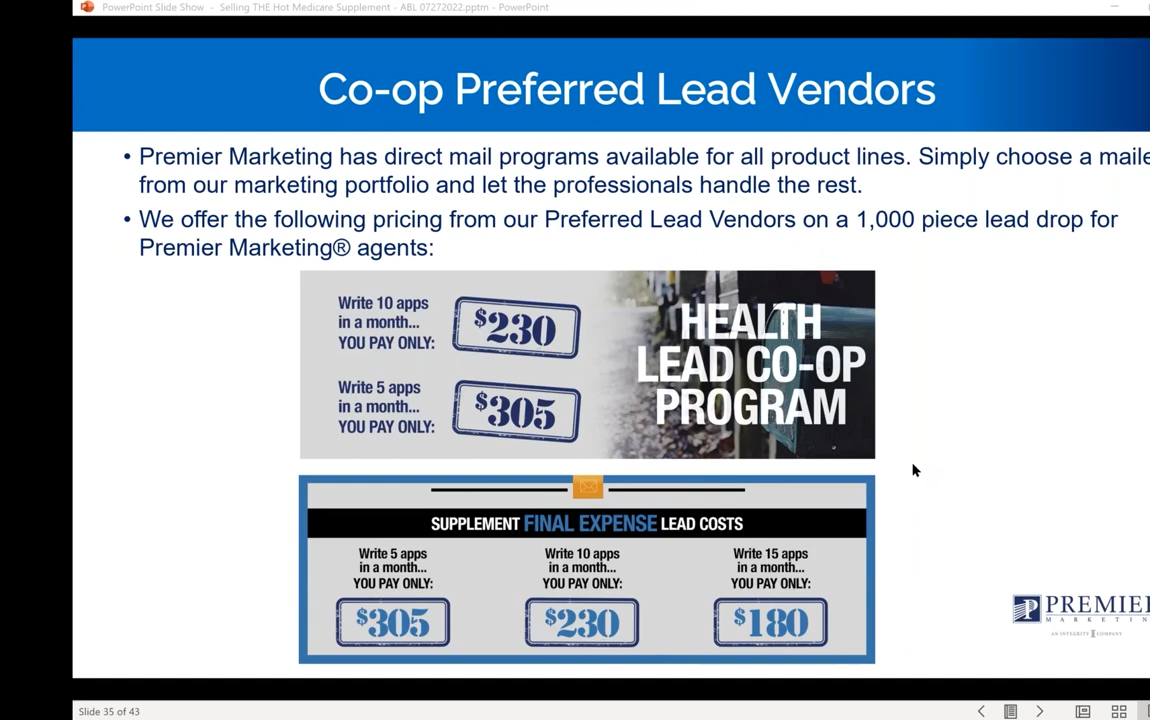 PowerPoint Slide Show - Selling THE Hot Medicare Supplement - ABL 07272022.pptm - PowerPoint
Co-op Preferred Lead Vendors
• Premier Marketing has direct mail programs available for all product lines. Simply choose a maile
from our marketing portfolio and let the professionals handle the rest.
• We offer the following pricing from our Preferred Lead Vendors on a 1,000 piece lead drop for
Premier Marketing® agents:
Write 10 apps
in a month...
YOU PAY ONLY:
$230
Write 5 apps
in a month...
YOU PAY ONLY:
$305
HEALTH
LEAD CO-OP
PROGRAM
SUPPLEMENT FINAL EXPENSE LEAD COSTS
Write 5 apps
in a month...
YOU PAY ONLY:
$305
Write 10 apps
in a month...
YOU PAY ONLY:
$230
Write 15 apps
in a month...
YOU PAY ONLY:
$180
PREMIER
MARKETIN
AN INTEGRITY COMPANY
Slide 35 of 43